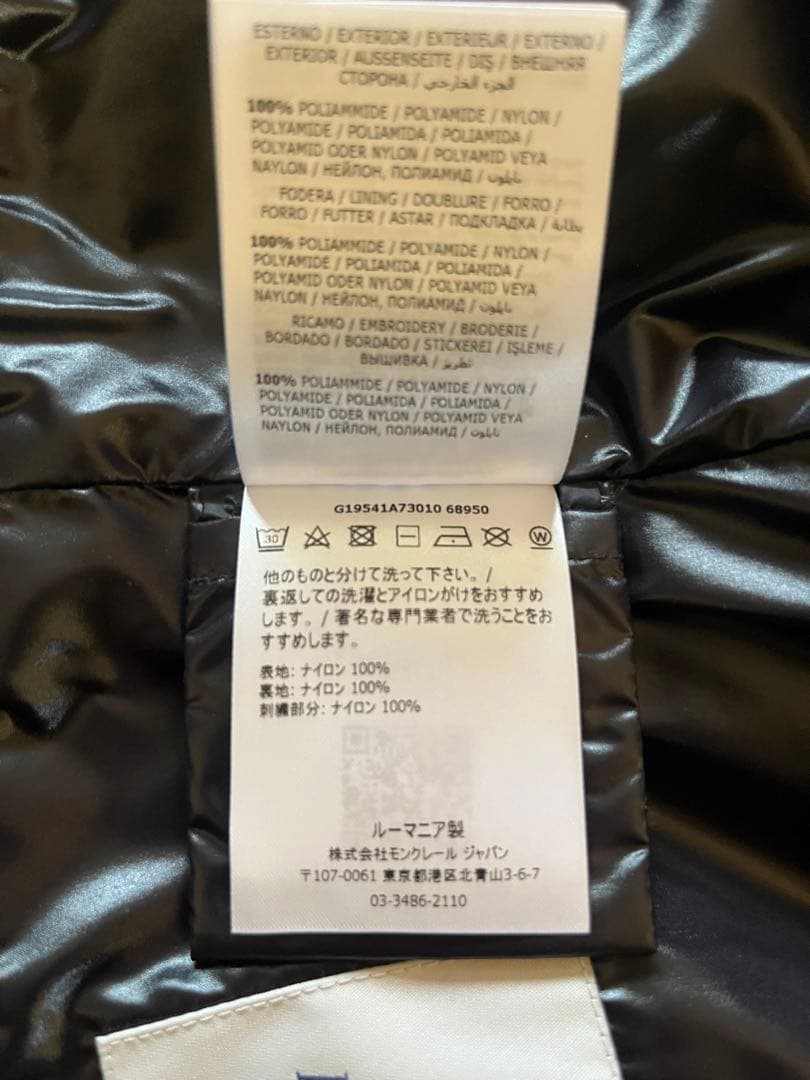 ESTERNO / EXTERIOR / EXTERIEUR / EXTERNO /
EXTERIOR / AUSSENSEITE / DIŞ / ВНЕШНЯЯ
СТОРОНА / الجزء الخارجي
100% POLIAMMIDE / POLYAMIDE / NYLON /
POLYAMIDE / POLIAMIDA / POLIAMIDA /
POLYAMID ODER NYLON / POLYAMID VEYA
NAYLON / НЕЙЛОН, ПОЛИАМИД / نايلون
FODERA / LINING / DOUBLURE / FORRO /
FORRO / FUTTER / ASTAR / ПОДКЛАДКА / بطانة
100% POLIAMMIDE / POLYAMIDE / NYLON /
POLYAMIDE / POLIAMIDA / POLIAMIDA /
POLYAMID ODER NYLON / POLYAMID VEYA
NAYLON / НЕЙЛОН, ПОЛИАМИД / نايلون
RICAMO / EMBROIDERY / BRODERIE /
BORDADO / BORDADO / STICKEREI / IŞLEME /
ВЫШИВКА / تطريز
100% POLIAMMIDE / POLYAMIDE / NYLON /
POLYAMIDE / POLIAMIDA / POLIAMIDA /
POLYAMID ODER NYLON / POLYAMID VEYA
NAYLON / НЕЙЛОН, ПОЛИАМИД / نايلون
G19541A73010 68950
30 W
他のものと分けて洗って下さい。/
裏返しての洗濯とアイロンがけをおすすめ
します。/ 著名な専門業者で洗うことをお
すすめします。
表地: ナイロン 100%
裏地: ナイロン 100%
刺繍部分: ナイロン 100%
ルーマニア製
株式会社モンクレール ジャパン
〒107-0061 東京都港区北青山3-6-7
03-3486-2110